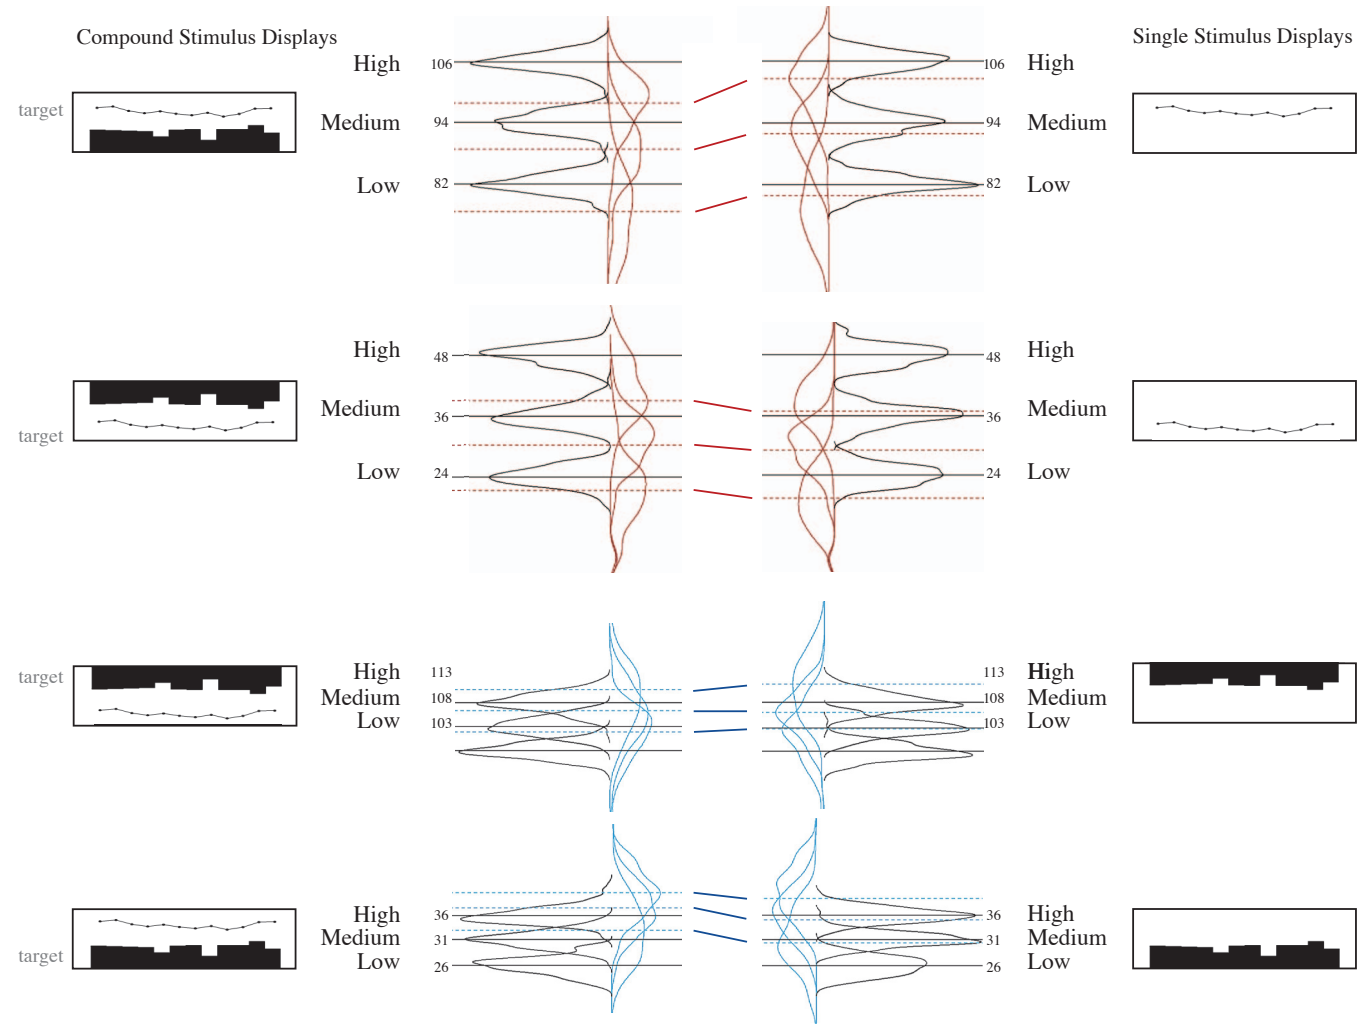 Compound Stimulus Displays
Single Stimulus Displays
High 106 106 High
target
Medium 94 94 Medium
Low 82 82 Low
High 48 48 High
Medium 36 36 Medium
target
Low 24 24 Low
target
High 113 113 High
Medium 108 108 Medium
Low 103 103 Low
High 36 36 High
Medium 31 31 Medium
target
Low 26 26 Low